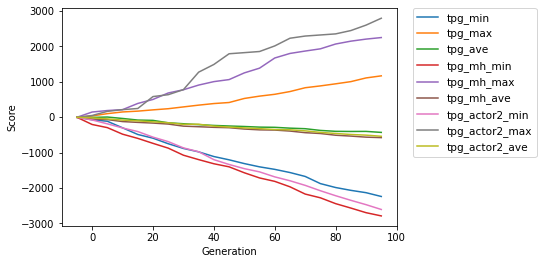 3000
2000
1000
0
−1000
−2000
−3000
Score
0
20
40
60
80
100
Generation
tpg_min
tpg_max
tpg_ave
tpg_mh_min
tpg_mh_max
tpg_mh_ave
tpg_actor2_min
tpg_actor2_max
tpg_actor2_ave